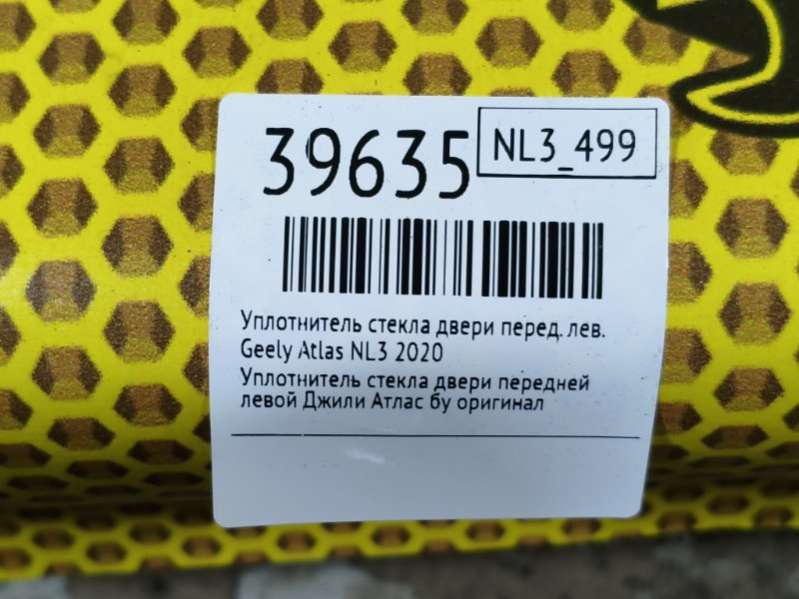 39635
NL3_499
Уплотнитель стекла двери перед. лев.
Geely Atlas NL3 2020
Уплотнитель стекла двери передней
левой Джили Атлас бу оригинал